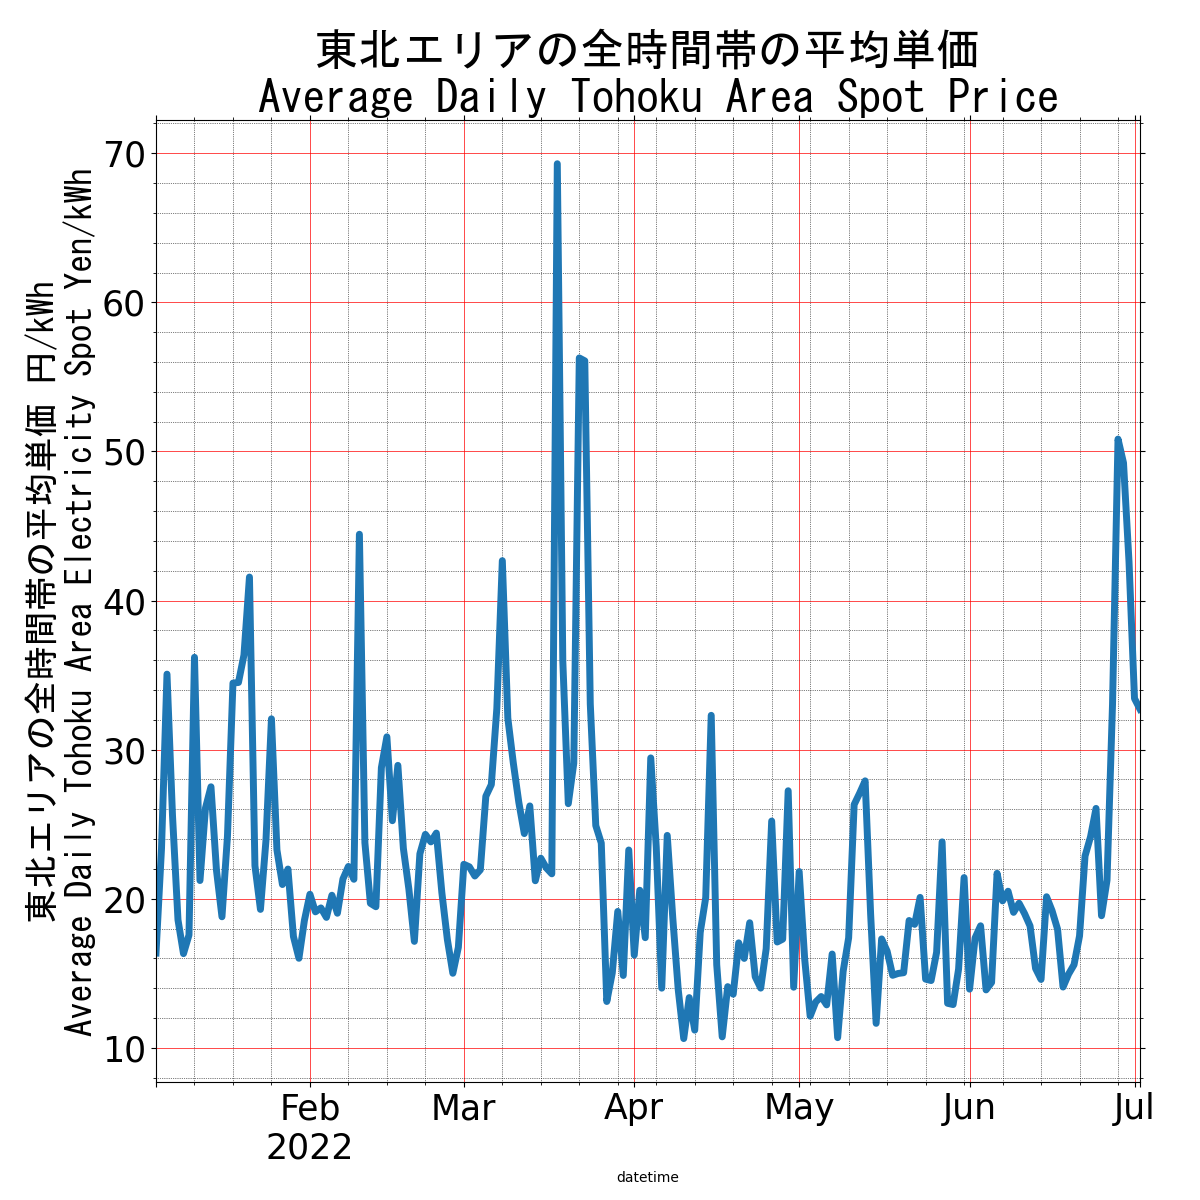 東北エリアの全時間帯の平均単価
Average Daily Tohoku Area Spot Price
東北エリアの全時間帯の平均単価 円/kWh
Average Daily Tohoku Area Electricity Spot Yen/kWh
70
60
50
40
30
20
10
Feb
2022
Mar
Apr
May
Jun
Jul
datetime